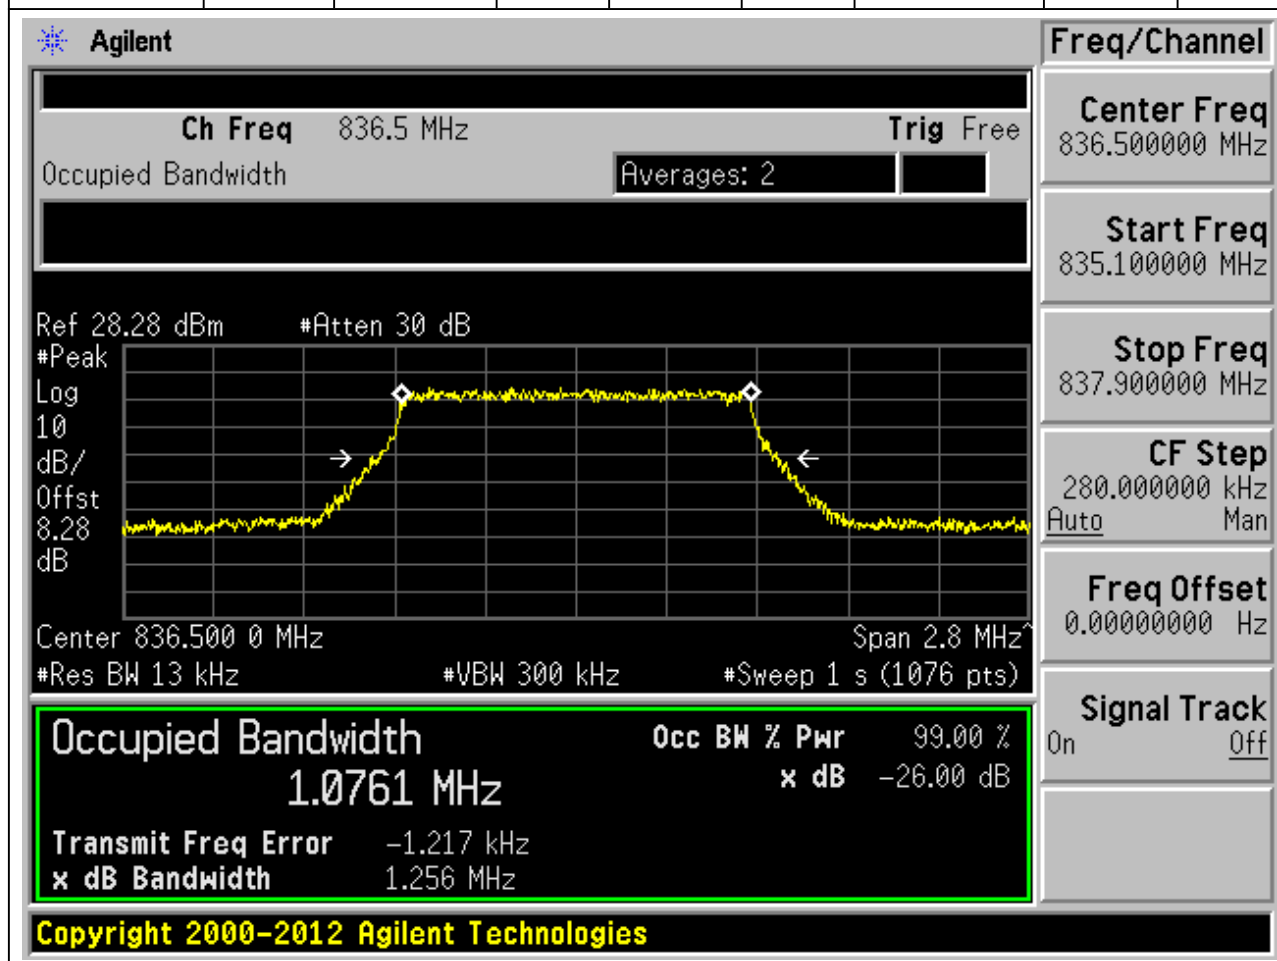 Agilent
Freq/Channel
Ch Freq 836.5 MHz Trig Free
Occupied Bandwidth Averages: 2
Center Freq
836.500000 MHz
Start Freq
835.100000 MHz
Stop Freq
837.900000 MHz
CF Step
280.000000 kHz
Auto Man
Freq Offset
0.00000000 Hz
Signal Track
On Off
Ref 28.28 dBm #Atten 30 dB
#Peak
Log
10
dB/
Offst
8.28
dB
Center 836.500 0 MHz Span 2.8 MHz^
#Res BW 13 kHz #VBW 300 kHz #Sweep 1 s (1076 pts)
Occupied Bandwidth Occ BW % Pwr 99.00 %
1.0761 MHz x dB -26.00 dB
Transmit Freq Error -1.217 kHz
x dB Bandwidth 1.256 MHz
Copyright 2000-2012 Agilent Technologies